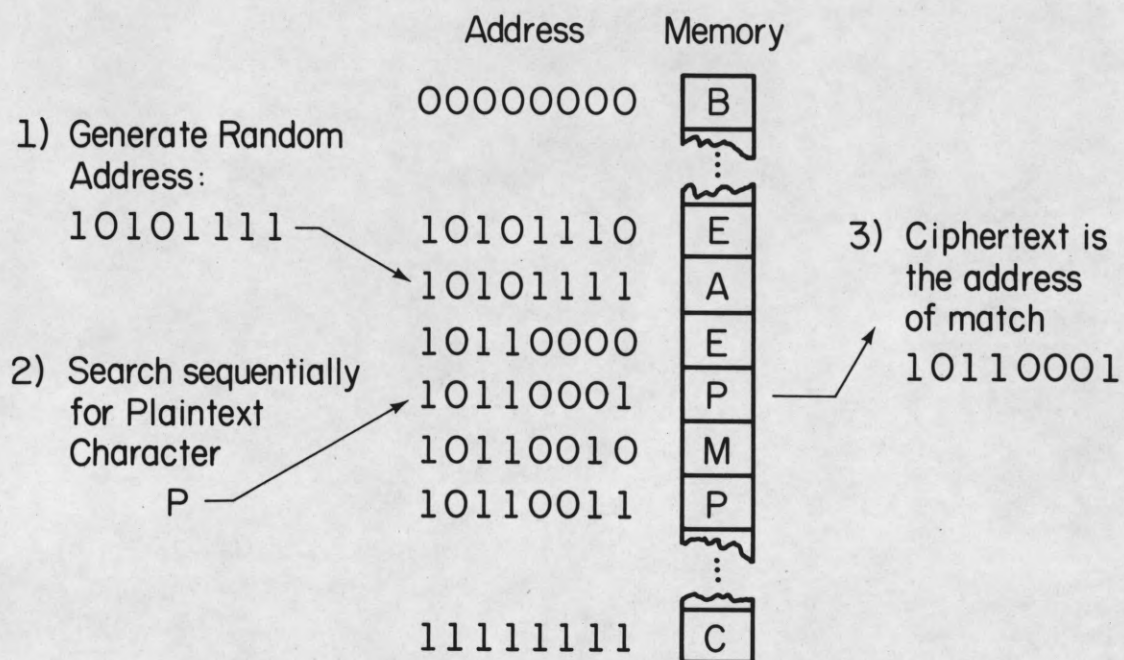 Address Memory
00000000 B
1) Generate Random
Address:
10101111
10101110 E
10101111 A
10110000 E
2) Search sequentially
for Plaintext
Character
P
10110001 P
10110010 M
10110011 P
3) Ciphertext is
the address
of match
10110001
11111111 C